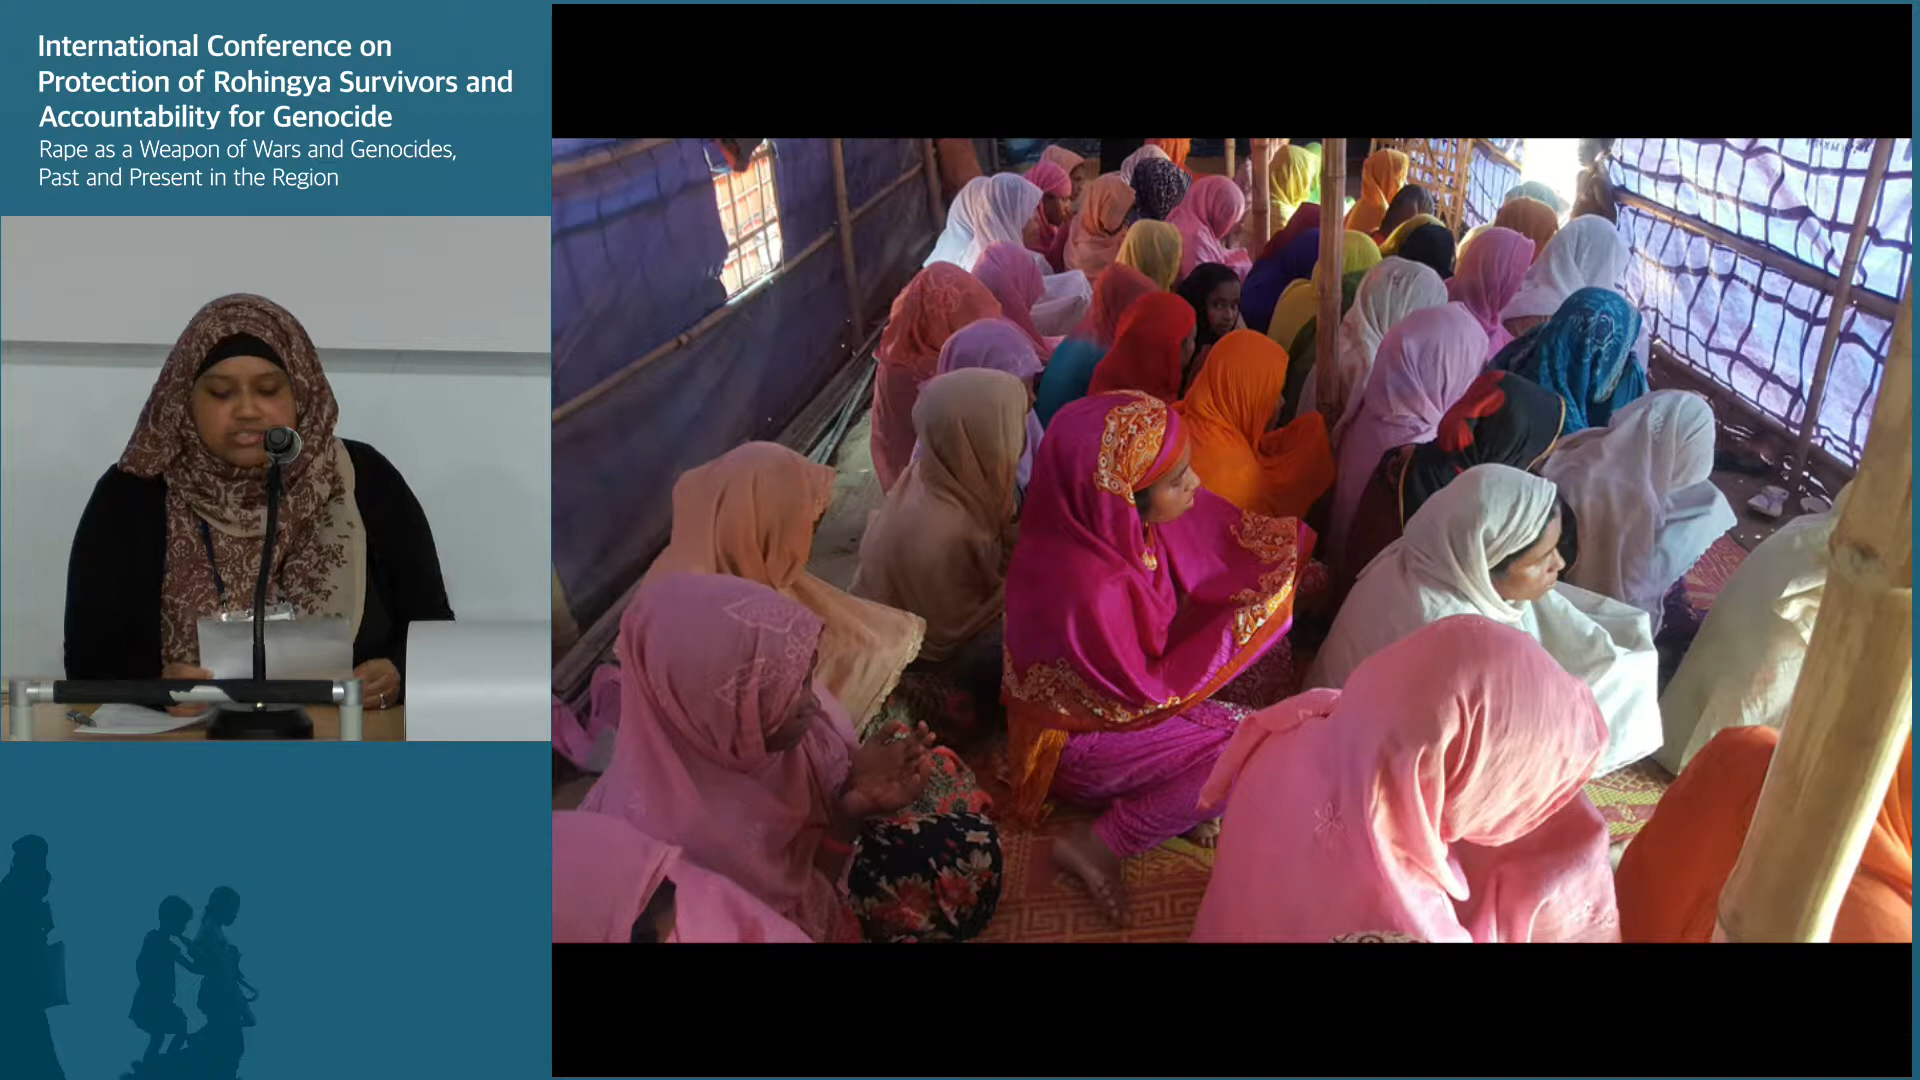 International Conference on
Protection of Rohingya Survivors and
Accountability for Genocide
Rape as a Weapon of Wars and Genocides,
Past and Present in the Region